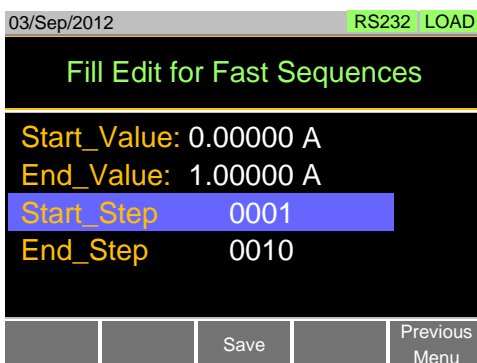 03/Sep/2012 RS232 LOAD
Fill Edit for Fast Sequences
Start_Value: 0.00000 A
End_Value: 1.00000 A
Start_Step 0001
End_Step 0010
Save
Previous
Menu